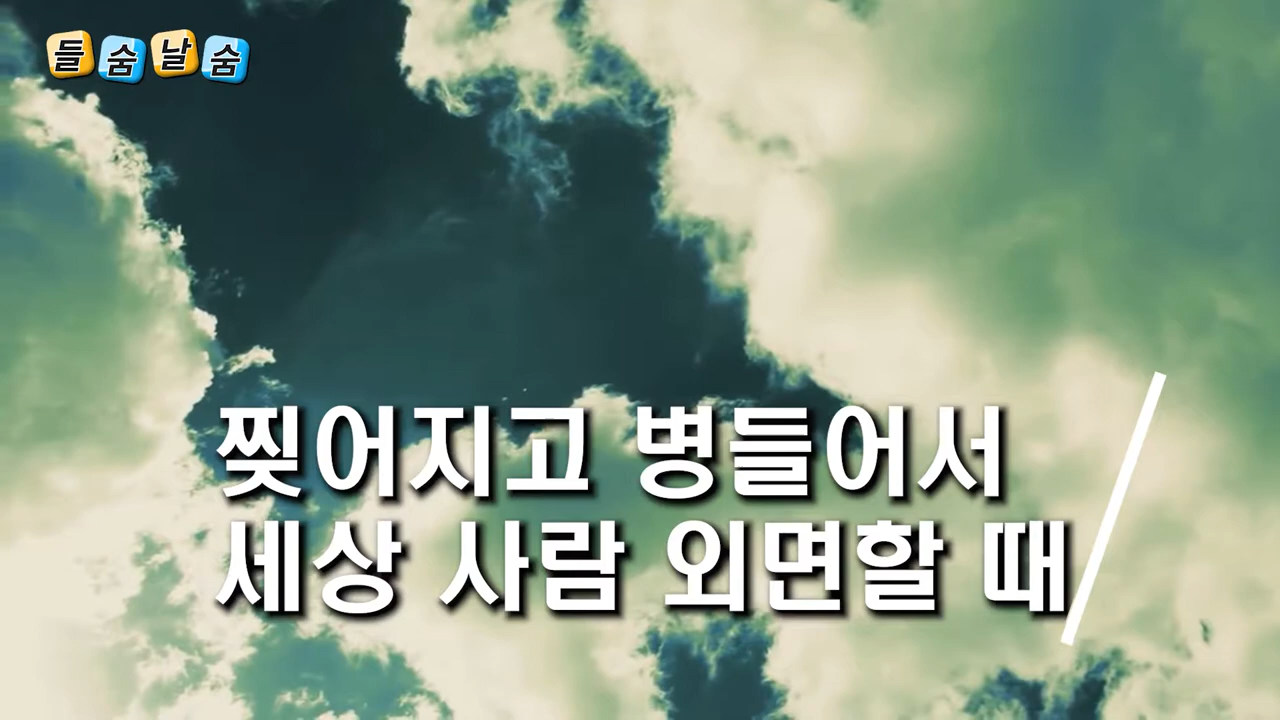 들숨날숨
찢어지고 병들어서
세상 사람 외면할 때